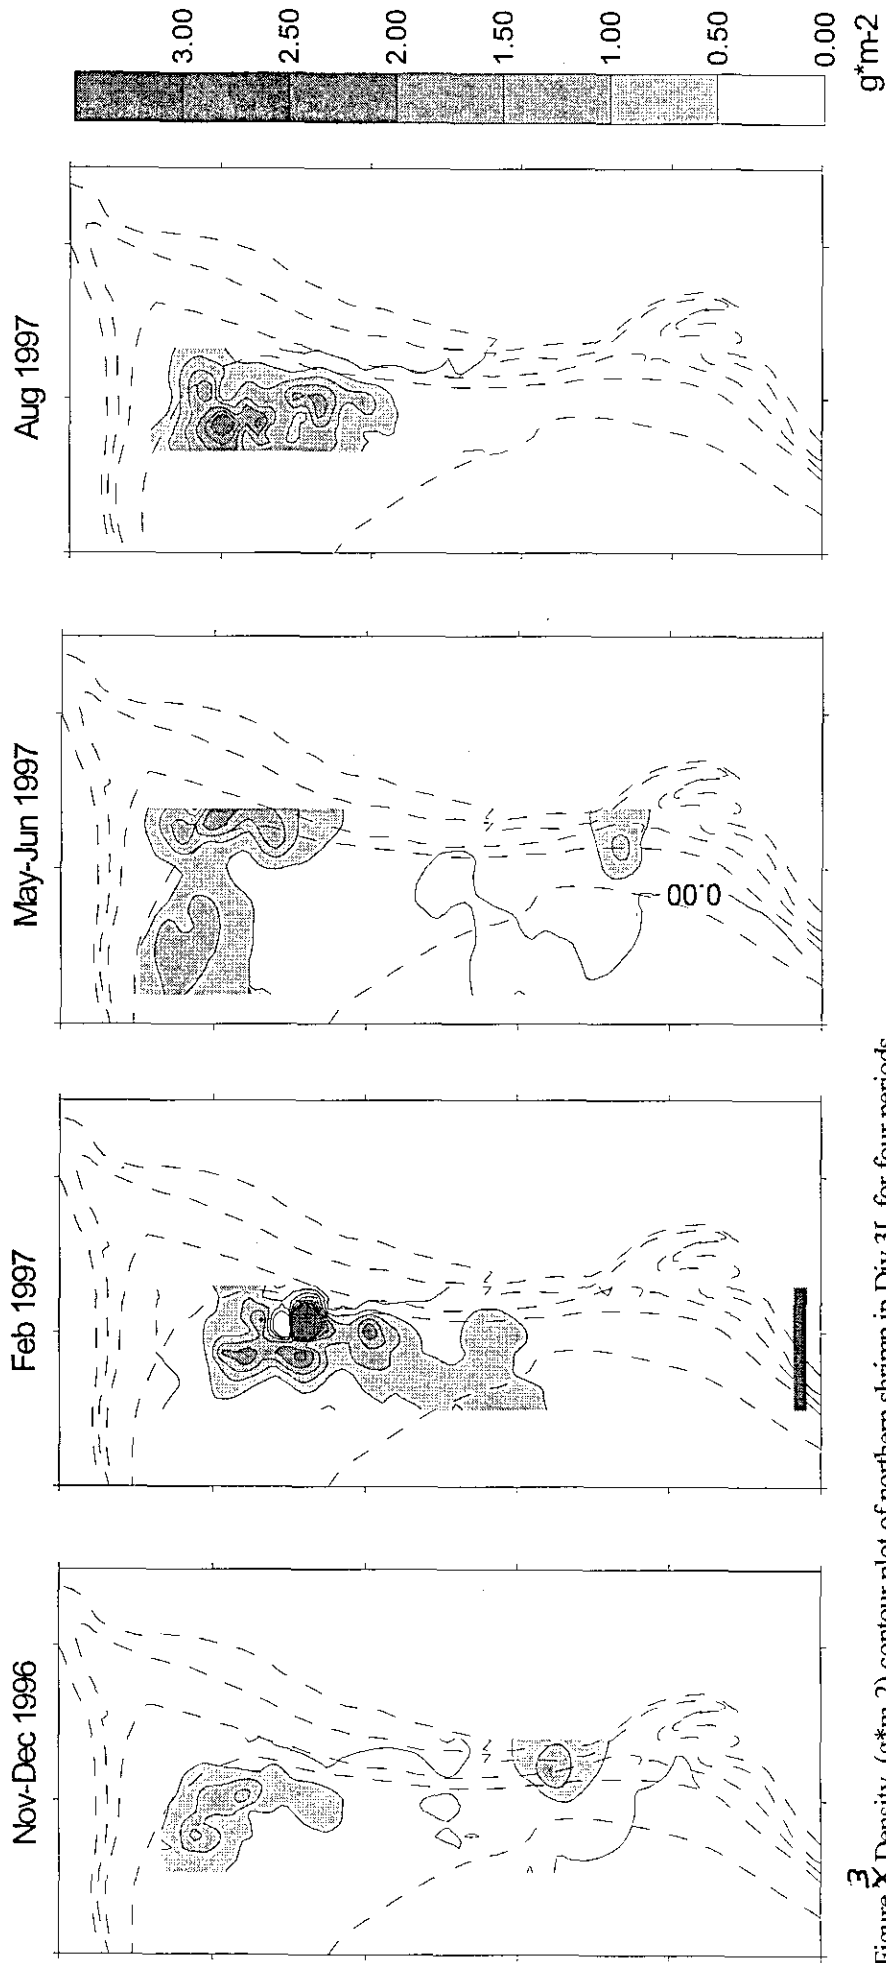 Nov-Dec 1996
Feb 1997
May-Jun 1997
Aug 1997
0.00
3.00
2.50
2.00
1.50
1.00
0.50
0.00
g*m-2
3
Figure X Density (g*m-2) contour plot of northern shrimp in Div 3L for four periods